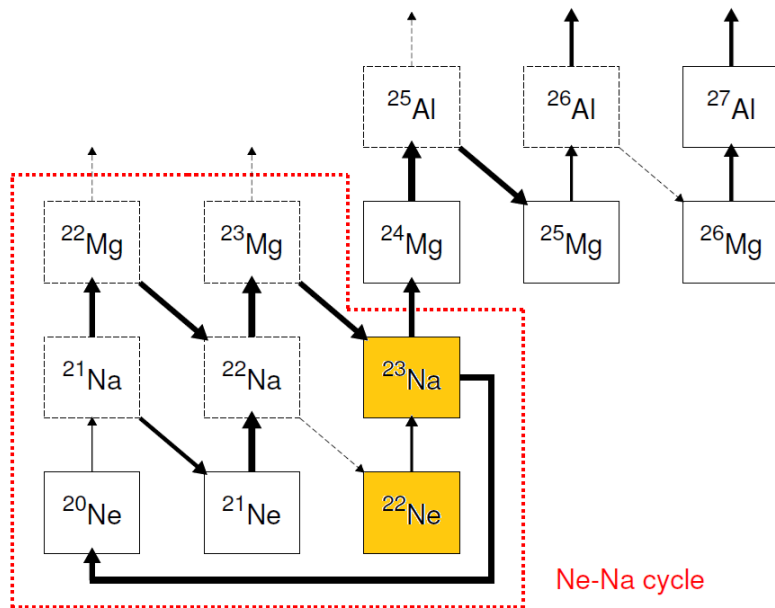 ²⁵Al ²⁶Al ²⁷Al
²²Mg ²³Mg ²⁴Mg ²⁵Mg ²⁶Mg
²¹Na ²²Na ²³Na
²⁰Ne ²¹Ne ²²Ne
Ne-Na cycle